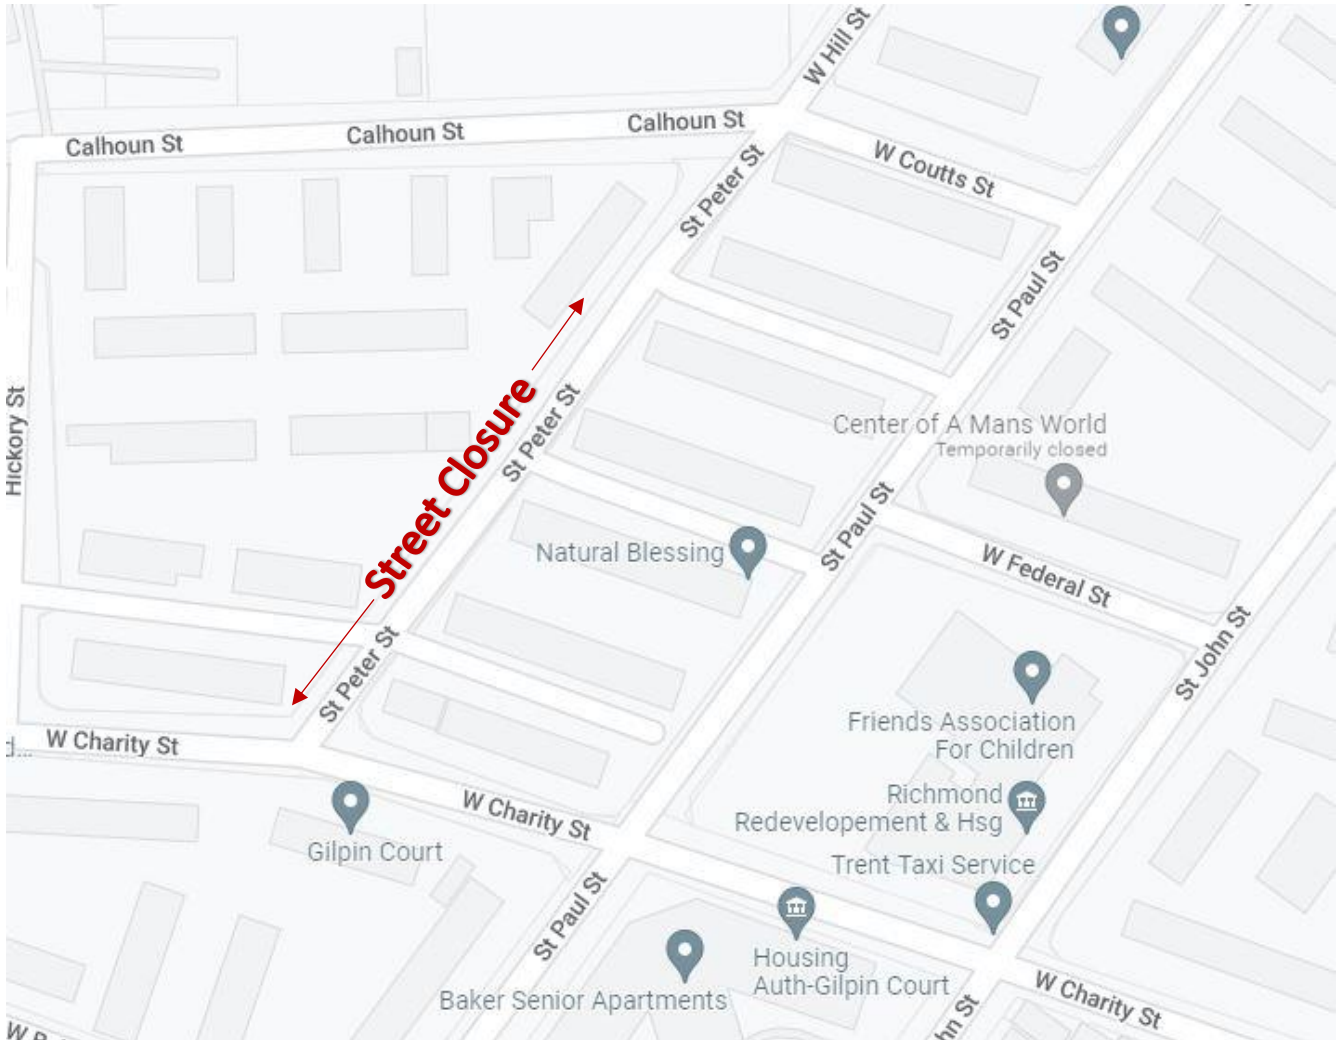 W Hill St
Calhoun St
Calhoun St
Calhoun St
W Coutts St
St Peter St
St Paul St
Hickory St
Street Closure
St Peter St
Center of A Mans World
Temporarily closed
St Paul St
Natural Blessing
W Federal St
St John St
St Peter St
Friends Association
For Children
W Charity St
Richmond
Redevelopement & Hsg
W Charity St
Gilpin Court
Trent Taxi Service
St Paul St
Housing
Auth-Gilpin Court
Baker Senior Apartments
W Charity St
hn St